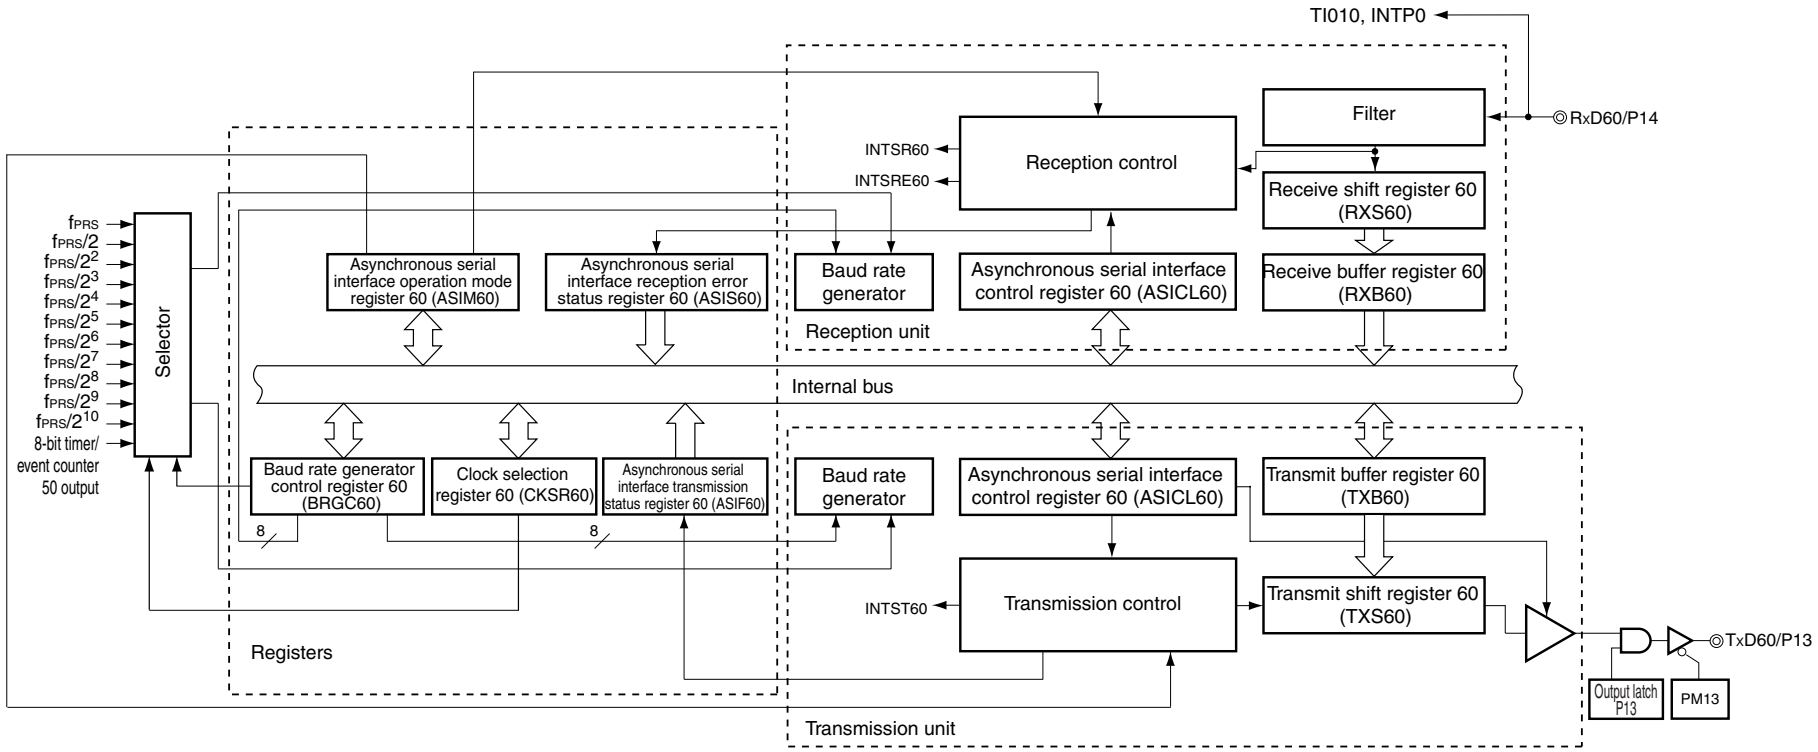 TI010, INTP0
Filter
RxD60/P14
INTSR60
Reception control
INTSRE60
Receive shift register 60
(RXS60)
fPRS
fPRS/2
fPRS/2²
fPRS/2³
fPRS/2⁴
fPRS/2⁵
fPRS/2⁶
fPRS/2⁷
fPRS/2⁸
fPRS/2⁹
fPRS/2¹⁰
8-bit timer/
event counter
50 output
Selector
Asynchronous serial
interface operation mode
register 60 (ASIM60)
Asynchronous serial
interface reception error
status register 60 (ASIS60)
Baud rate
generator
Asynchronous serial interface
control register 60 (ASICL60)
Receive buffer register 60
(RXB60)
Reception unit
Internal bus
Baud rate generator
control register 60
(BRGC60)
Clock selection
register 60 (CKSR60)
Asynchronous serial
interface transmission
status register 60 (ASIF60)
Baud rate
generator
Asynchronous serial interface
control register 60 (ASICL60)
Transmit buffer register 60
(TXB60)
8
8
INTST60
Transmission control
Transmit shift register 60
(TXS60)
Registers
TxD60/P13
Output latch
P13
PM13
Transmission unit